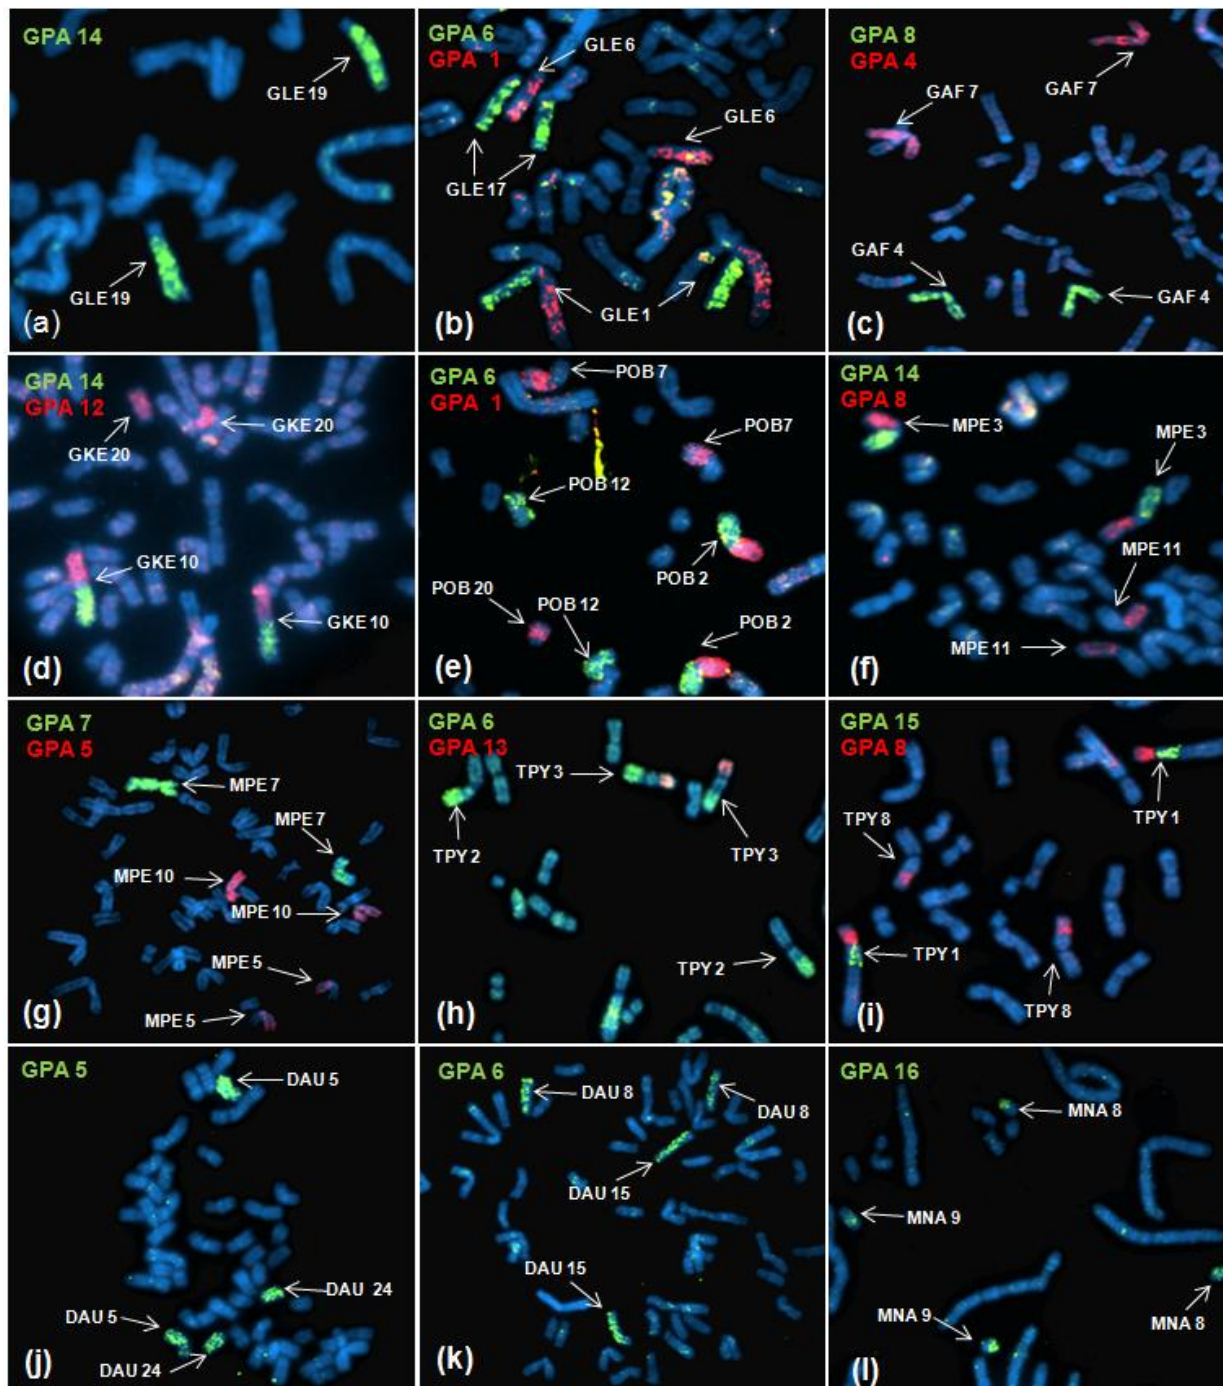 GPA 14
GLE 19
GLE 19
(a)
GPA 6
GPA 1
GLE 6
GLE 6
GLE 17
GLE 1
(b)
GPA 8
GPA 4
GAF 7
GAF 7
GAF 4
GAF 4
(c)
GPA 14
GPA 12
GKE 20
GKE 20
GKE 10
GKE 10
(d)
GPA 6
GPA 1
POB 7
POB7
POB 12
POB 2
POB 20
POB 12
POB 2
(e)
GPA 14
GPA 8
MPE 3
MPE 3
MPE 11
MPE 11
(f)
GPA 7
GPA 5
MPE 7
MPE 7
MPE 10
MPE 10
MPE 5
MPE 5
(g)
GPA 6
GPA 13
TPY 3
TPY 2
TPY 3
TPY 2
(h)
GPA 15
GPA 8
TPY 1
TPY 8
TPY 1
TPY 8
(i)
GPA 5
DAU 5
DAU 24
DAU 5
DAU 24
(j)
GPA 6
DAU 8
DAU 8
DAU 15
DAU 15
(k)
GPA 16
MNA 8
MNA 9
MNA 9
MNA 8
(l)